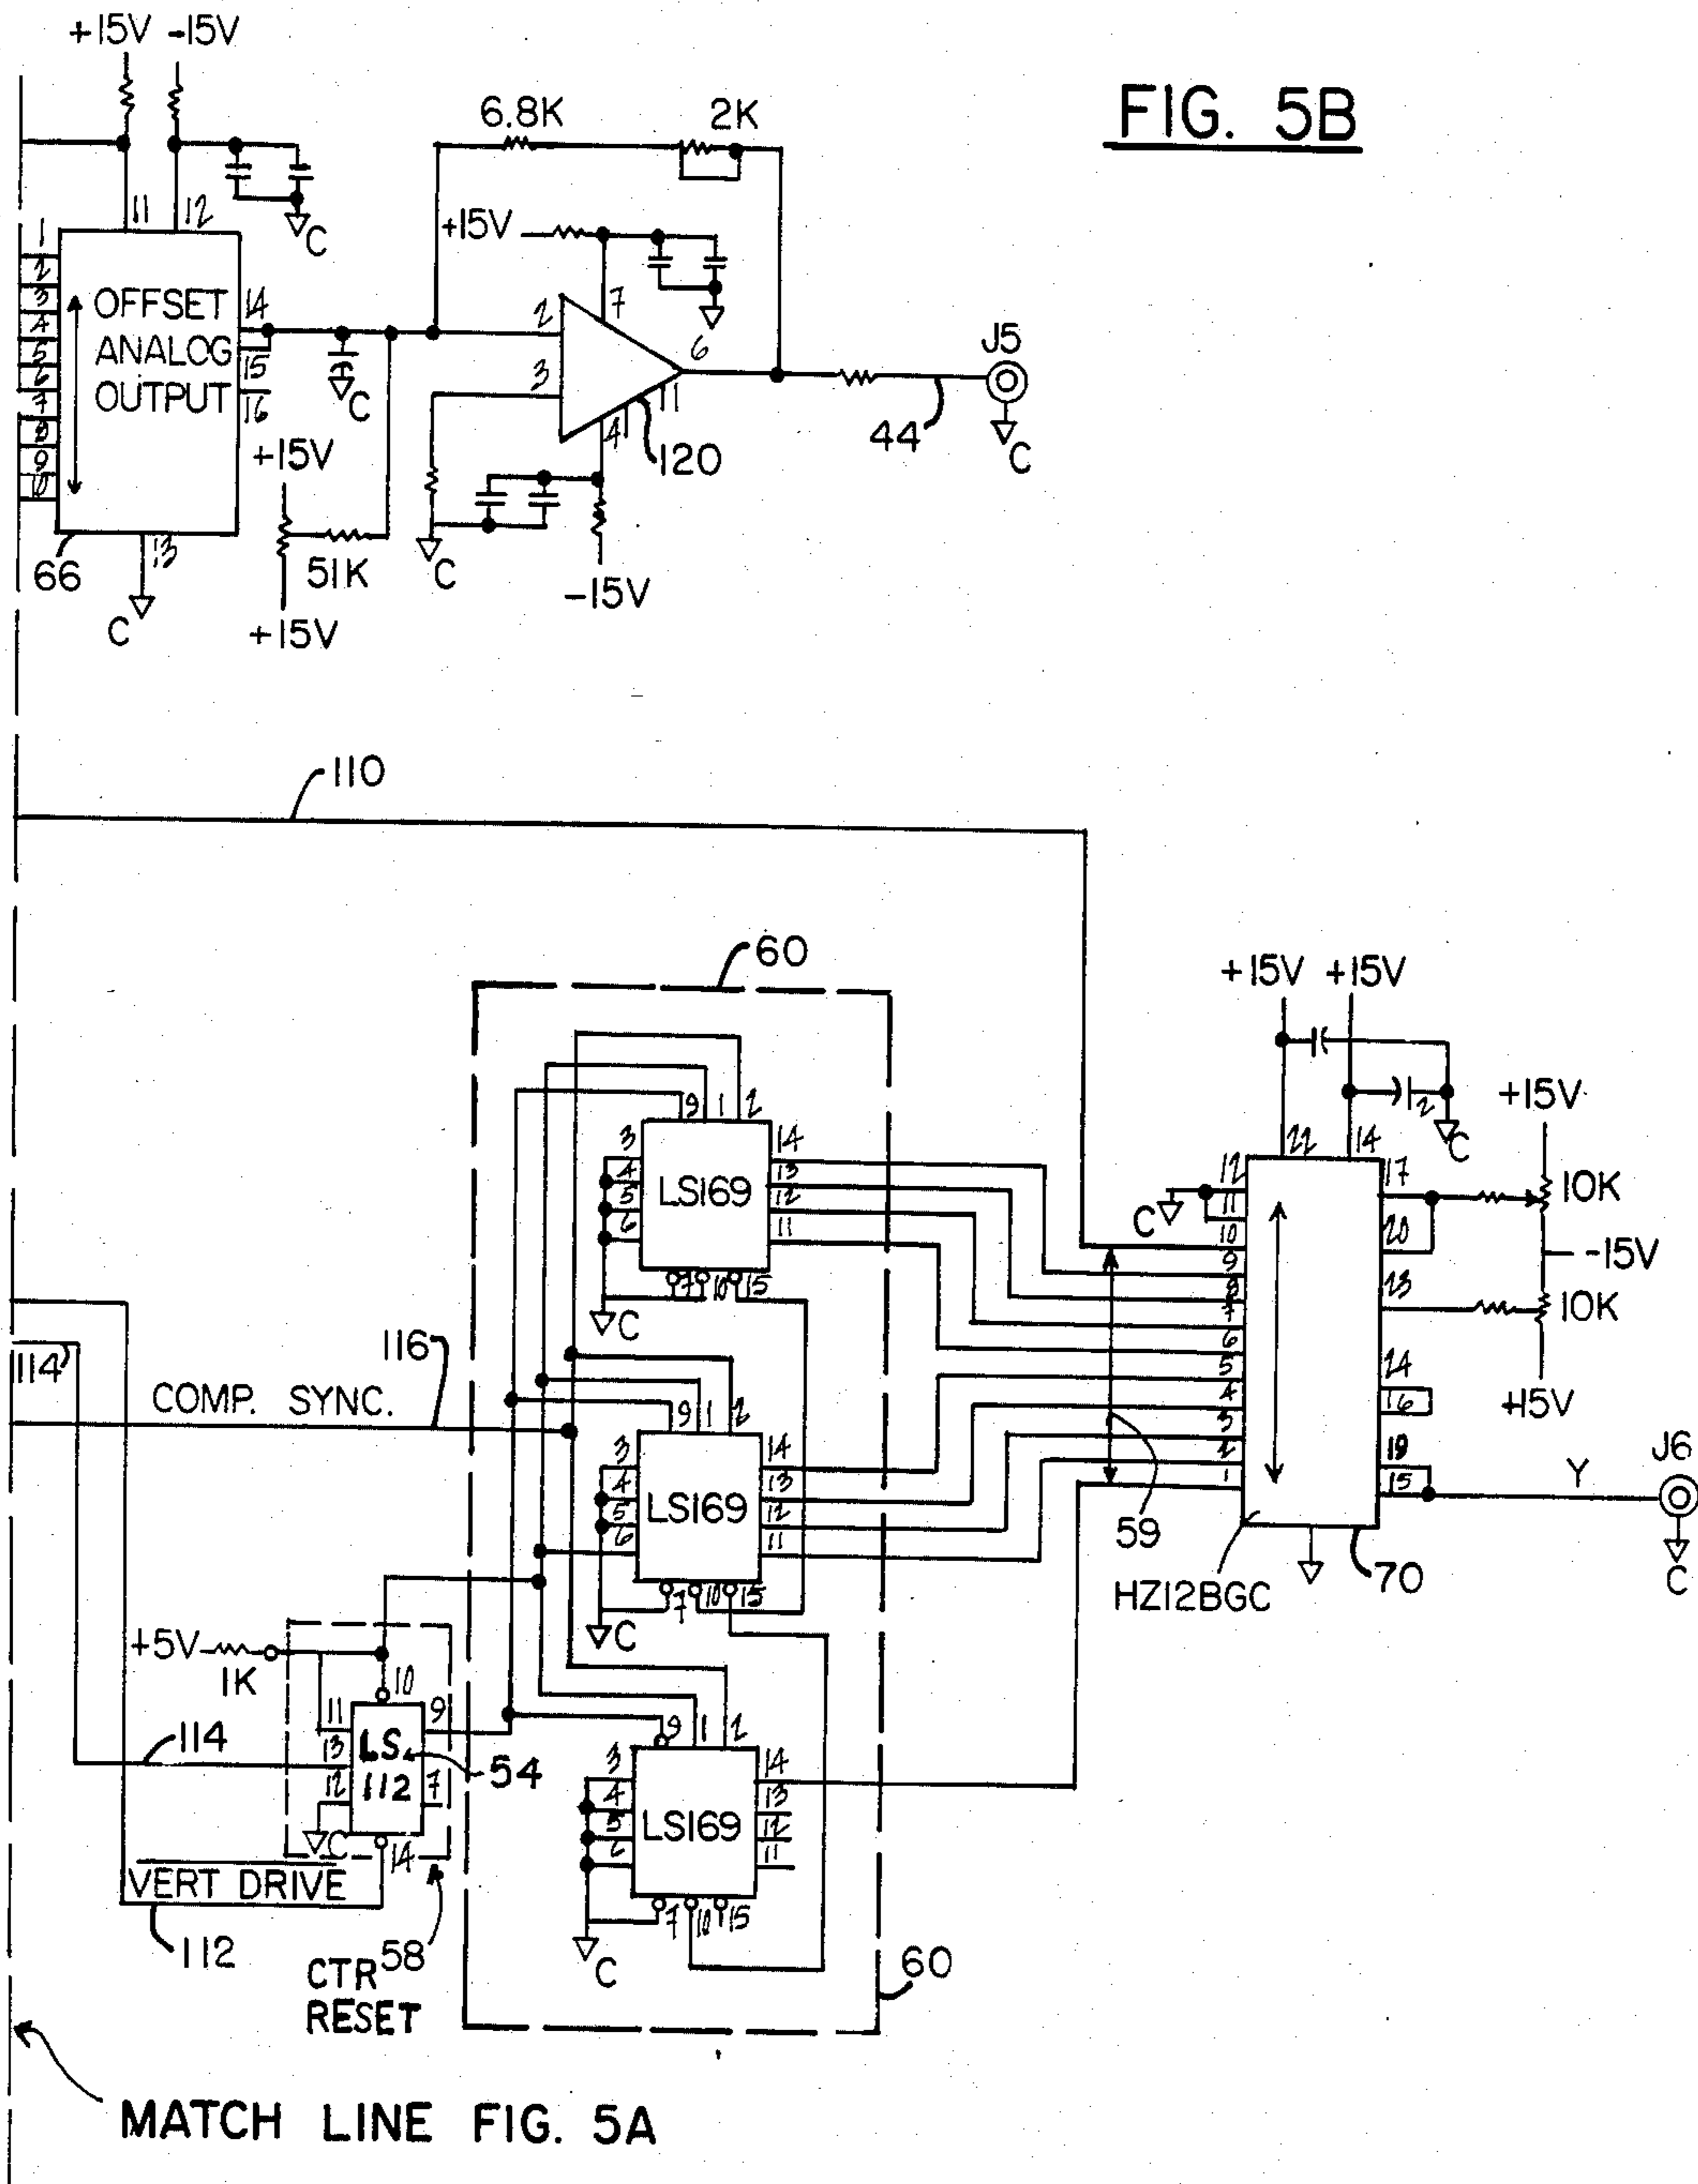 FIG. 5B
+15V -15V
11 12
C
1
2
3
4
5
6
7
8
9
10
OFFSET
ANALOG
OUTPUT
14
15
16
13
66
C
C
+15V
51K
+15V
6.8K 2K
+15V
7
2
3
6
4
11
120
C
-15V
44
J5
C
110
60
9 1 2
3
4
5
6
LS169
14
13
12
11
7 10 15
C
116
114
COMP. SYNC.
9 1 2
3
4
5
6
LS169
14
13
12
11
7 10 15
C
9 1 2
3
4
5
6
LS169
14
13
12
11
7 10 15
C
60
+5V
1K
10
11
13
12
LS.
112
9
7
54
C
14
114
VERT DRIVE
112
58
CTR
RESET
+15V +15V
2
C
22 14
12
11
10
9
8
7
6
5
4
3
2
1
C
17
20
23
24
16
19
15
+15V
10K
-15V
10K
+15V
59
HZ12BGC
70
Y
J6
C
MATCH LINE FIG. 5A